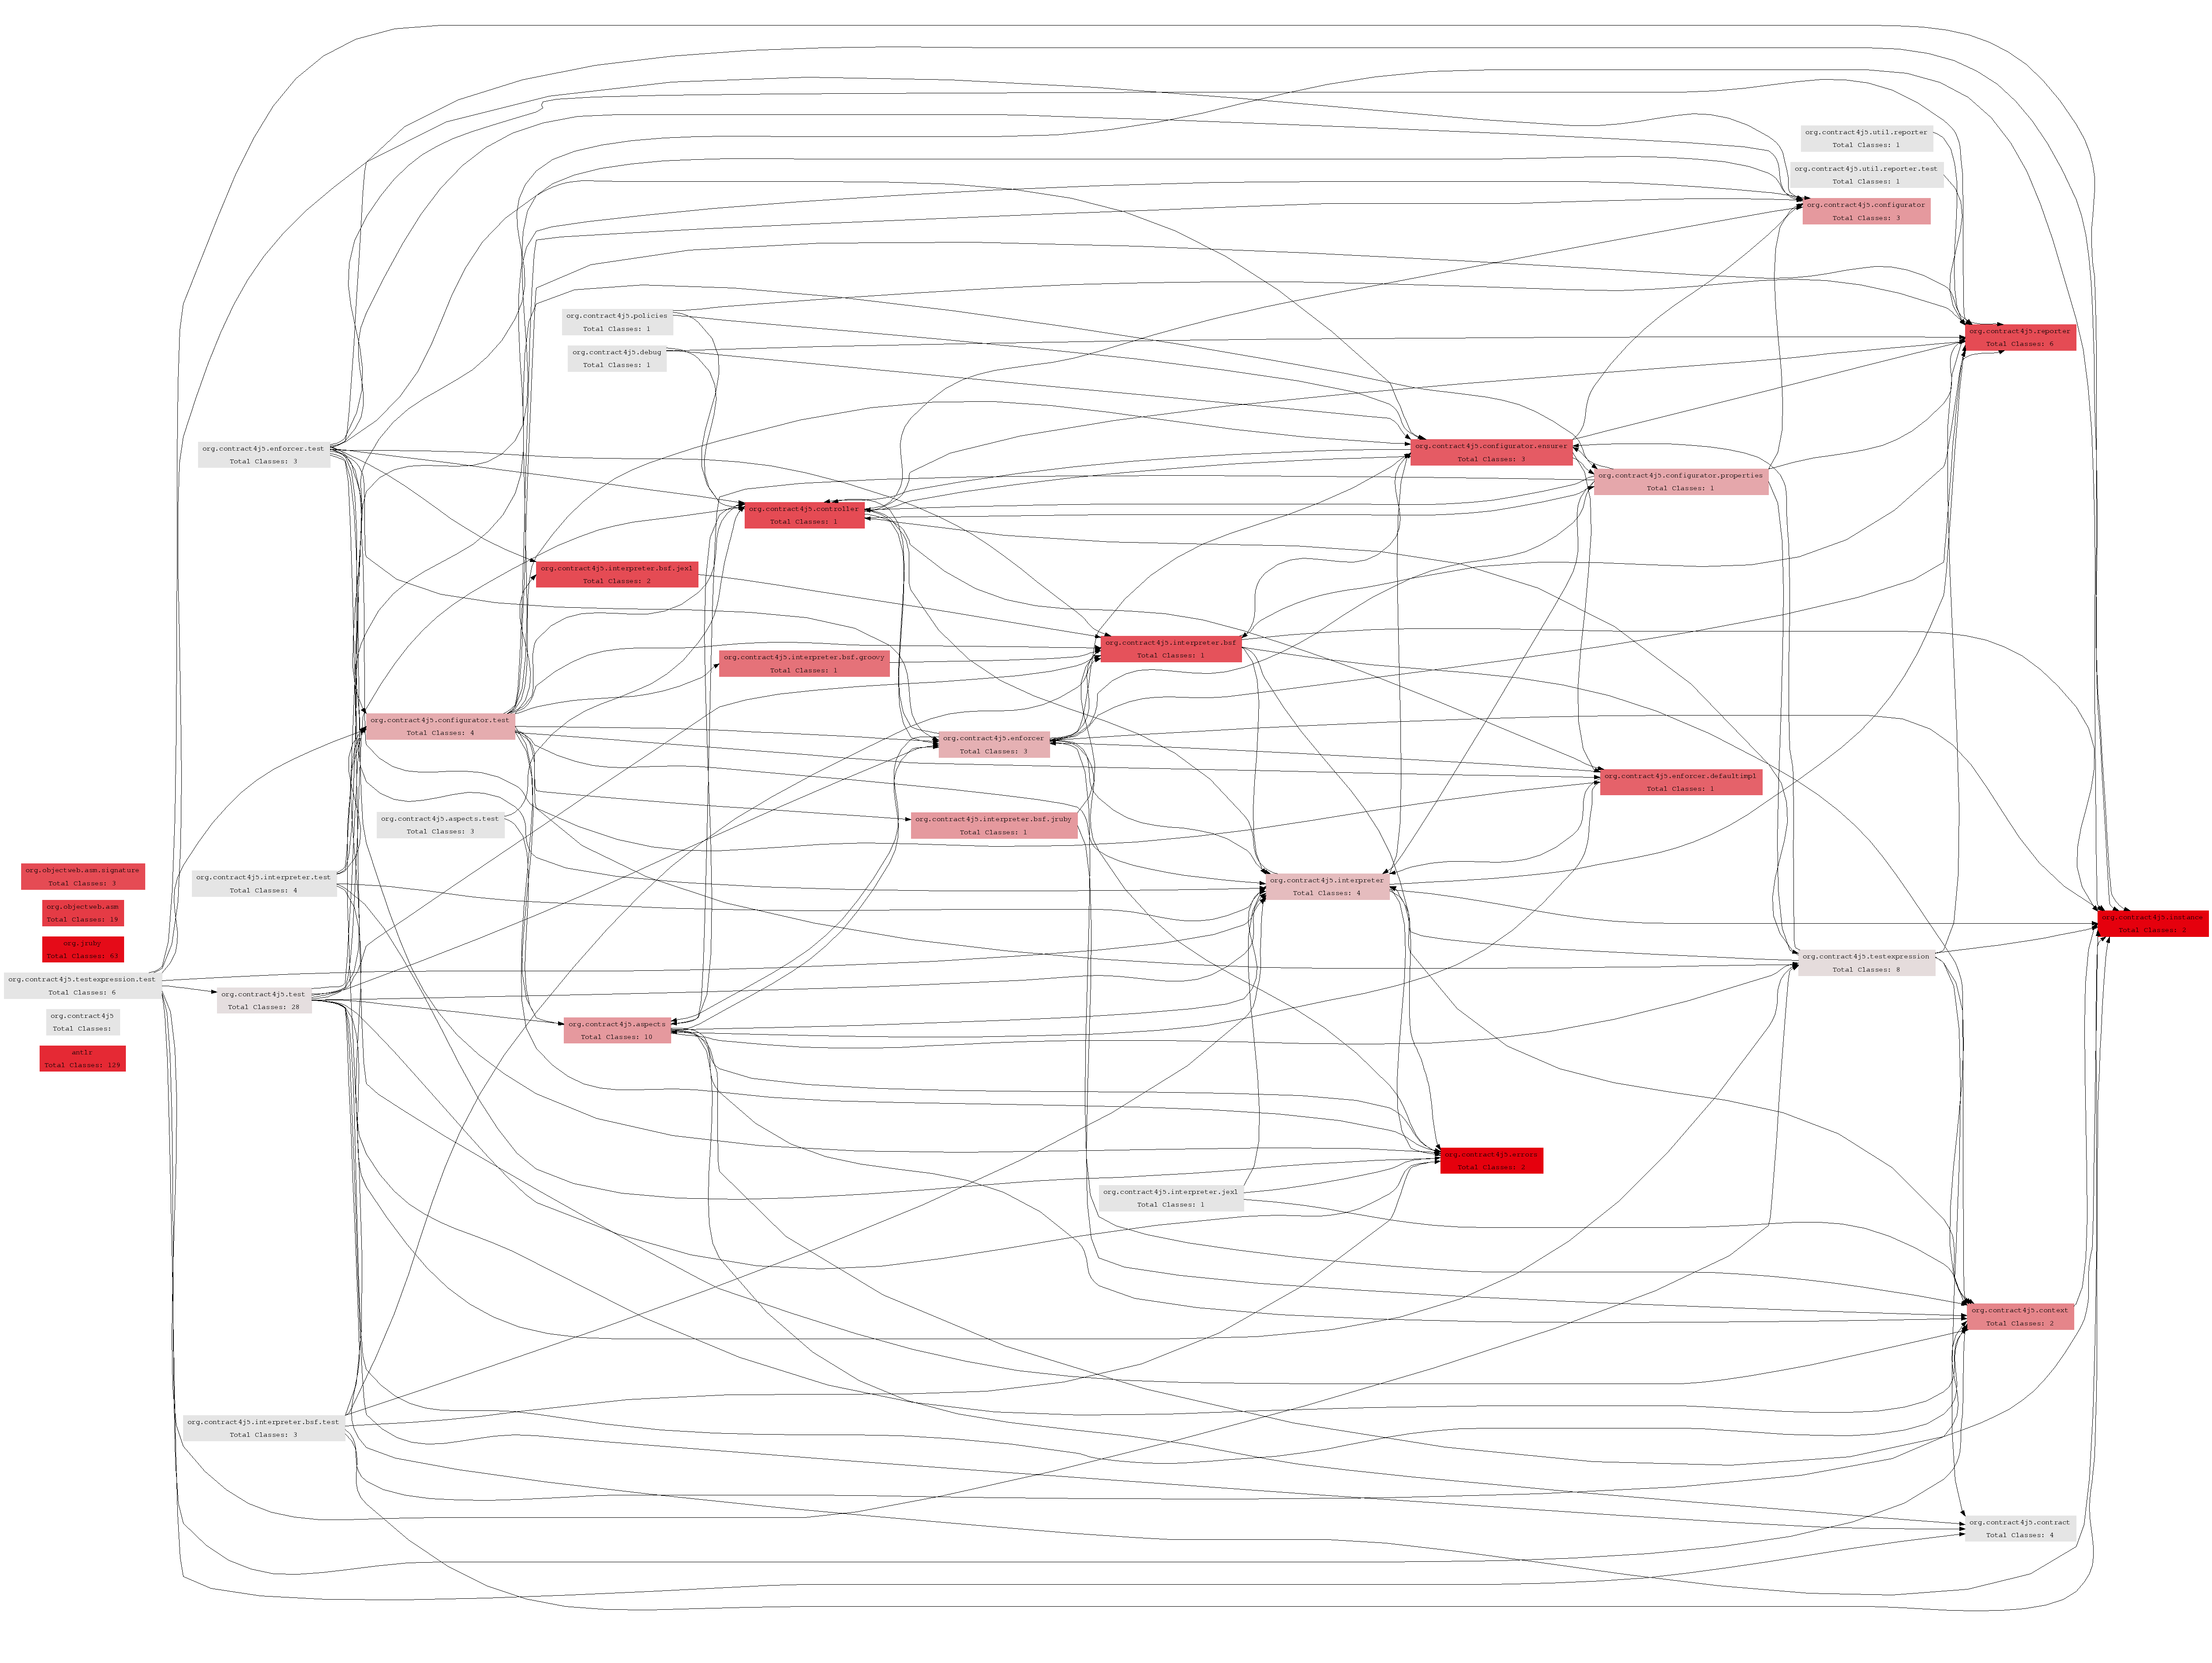 org.contract4j5.util.reporter
Total Classes: 1
org.contract4j5.util.reporter.test
Total Classes: 1
org.contract4j5.configurator
Total Classes: 3
org.contract4j5.policies
Total Classes: 1
org.contract4j5.reporter
Total Classes: 6
org.contract4j5.debug
Total Classes: 1
org.contract4j5.enforcer.test
Total Classes: 3
org.contract4j5.configurator.ensurer
Total Classes: 3
org.contract4j5.configurator.properties
Total Classes: 1
org.contract4j5.controller
Total Classes: 1
org.contract4j5.interpreter.bsf.jexl
Total Classes: 2
org.contract4j5.interpreter.bsf
Total Classes: 1
org.contract4j5.interpreter.bsf.groovy
Total Classes: 1
org.contract4j5.configurator.test
Total Classes: 4
org.contract4j5.enforcer
Total Classes: 3
org.contract4j5.enforcer.defaultimpl
Total Classes: 1
org.contract4j5.aspects.test
Total Classes: 3
org.contract4j5.interpreter.bsf.jruby
Total Classes: 1
org.objectweb.asm.signature
Total Classes: 3
org.contract4j5.interpreter.test
Total Classes: 4
org.contract4j5.interpreter
Total Classes: 4
org.objectweb.asm
Total Classes: 19
org.contract4j5.instance
Total Classes: 2
org.jruby
Total Classes:
org.contract4j5.testexpression
Total Classes: 8
org.contract4j5.testexpression.test
Total Classes: 6
org.contract4j5.test
Total Classes: 28
org.contract4j5
Total Classes:
org.contract4j5.aspects
Total Classes: 10
antlr
Total Classes: 129
org.contract4j5.errors
Total Classes: 2
org.contract4j5.interpreter.jexl
Total Classes: 1
org.contract4j5.context
Total Classes: 2
org.contract4j5.interpreter.bsf.test
Total Classes: 3
org.contract4j5.contract
Total Classes: 4